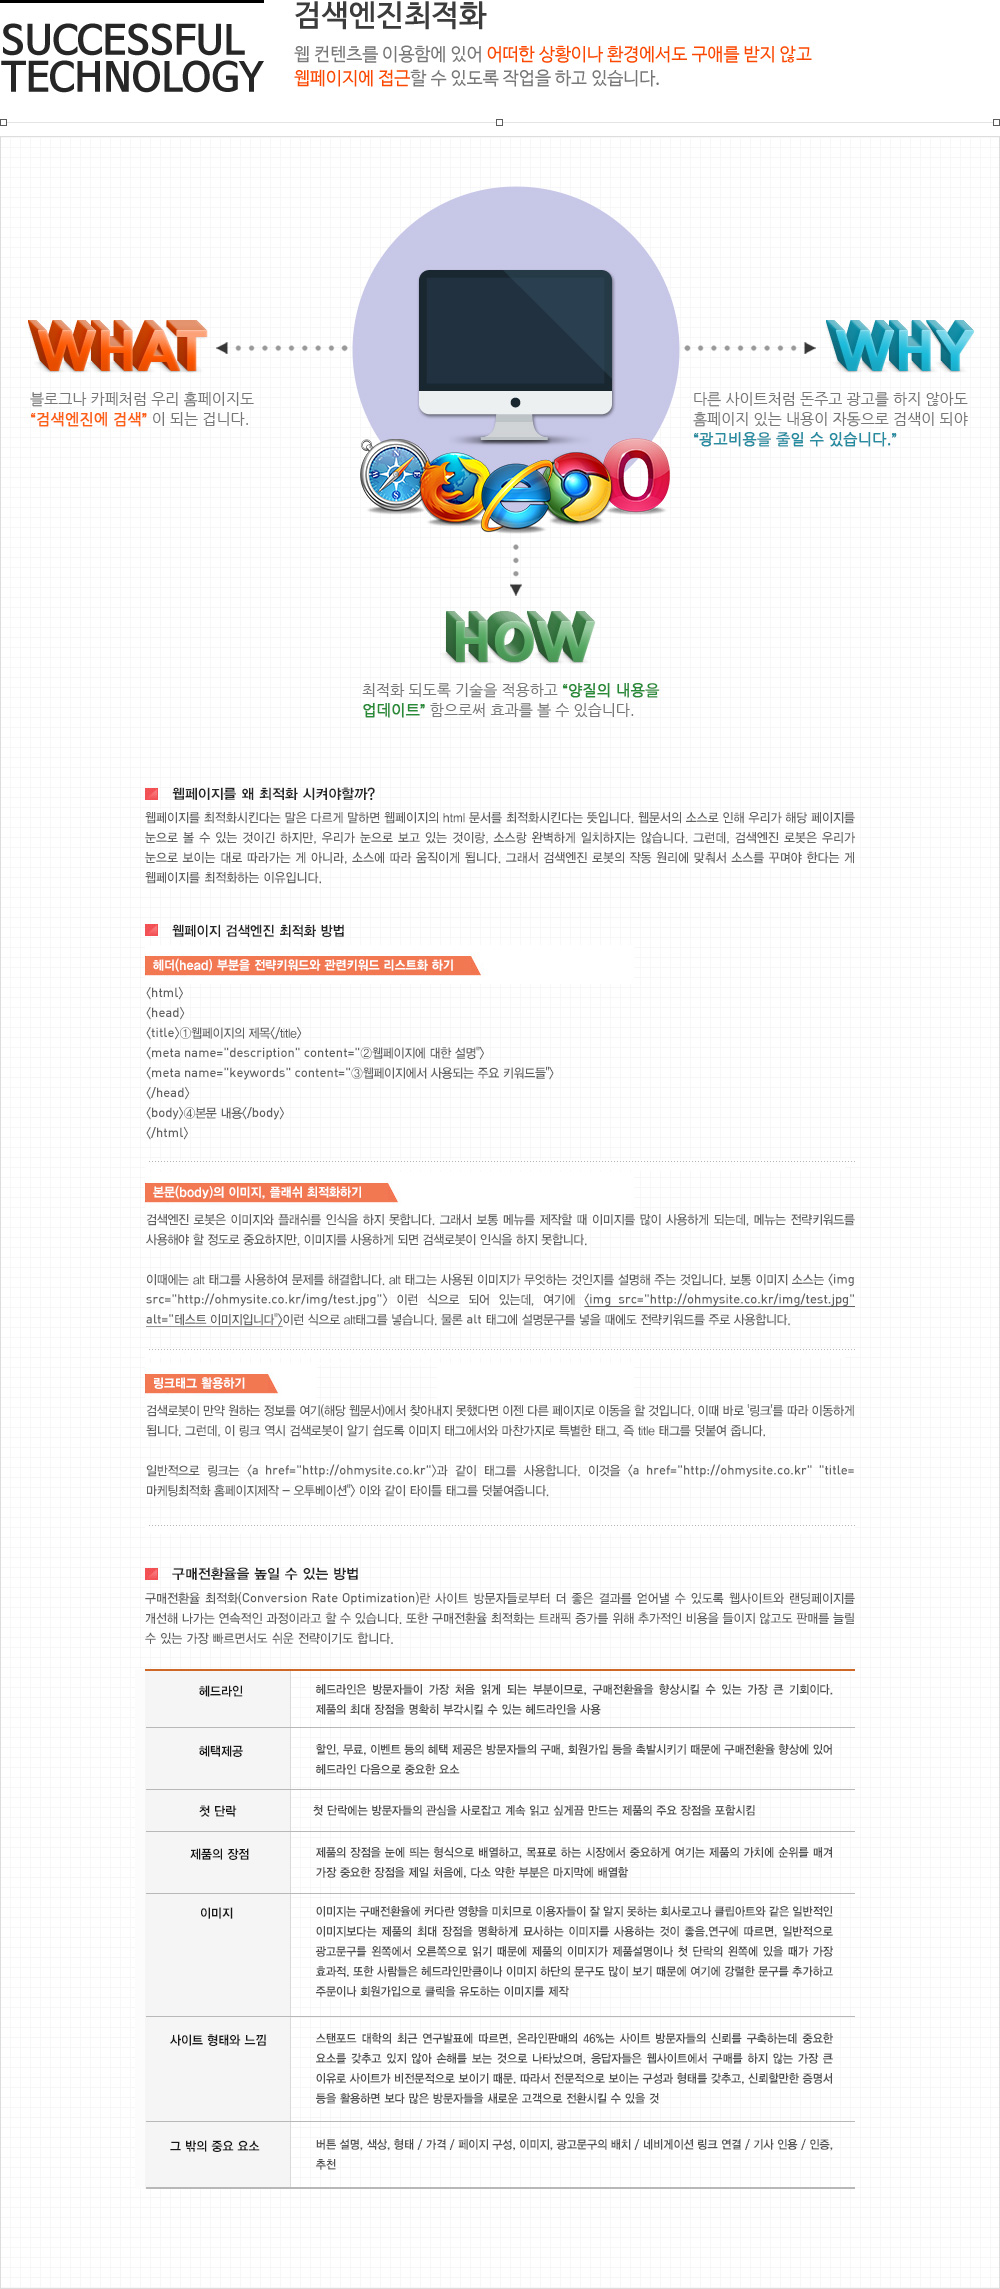 SUCCESSFUL
TECHNOLOGY
검색엔진최적화
웹 컨텐츠를 이용함에 있어 어떠한 상황이나 환경에서도 구애를 받지 않고
웹페이지에 접근할 수 있도록 작업을 하고 있습니다.
WHAT
블로그나 카페처럼 우리 홈페이지도
“검색엔진에 검색” 이 되는 겁니다.
WHY
다른 사이트처럼 돈주고 광고를 하지 않아도
홈페이지 있는 내용이 자동으로 검색이 되야
“광고비용을 줄일 수 있습니다.”
HOW
최적화 되도록 기술을 적용하고 “양질의 내용을
업데이트” 함으로써 효과를 볼 수 있습니다.
웹페이지를 왜 최적화 시켜야할까?
웹페이지를 최적화시킨다는 말은 다르게 말하면 웹페이지의 html 문서를 최적화시킨다는 뜻입니다. 웹문서의 소스로 인해 우리가 해당 페이지를
눈으로 볼 수 있는 것이긴 하지만, 우리가 눈으로 보고 있는 것이랑, 소스랑 완벽하게 일치하지는 않습니다. 그런데, 검색엔진 로봇은 우리가
눈으로 보이는 대로 따라가는 게 아니라, 소스에 따라 움직이게 됩니다. 그래서 검색엔진 로봇의 작동 원리에 맞춰서 소스를 꾸며야 한다는 게
웹페이지를 최적화하는 이유입니다.
웹페이지 검색엔진 최적화 방법
헤더(head) 부분을 전략키워드와 관련키워드 리스트화 하기
<html>
<head>
<title>①웹페이지의 제목</title>
<meta name="description" content="②웹페이지에 대한 설명">
<meta name="keywords" content="③웹페이지에서 사용되는 주요 키워드들">
</head>
<body>④본문 내용</body>
</html>
본문(body)의 이미지, 플래쉬 최적화하기
검색엔진 로봇은 이미지와 플래쉬를 인식을 하지 못합니다. 그래서 보통 메뉴를 제작할 때 이미지를 많이 사용하게 되는데, 메뉴는 전략키워드를
사용해야 할 정도로 중요하지만, 이미지를 사용하게 되면 검색로봇이 인식을 하지 못합니다.
이때에는 alt 태그를 사용하여 문제를 해결합니다. alt 태그는 사용된 이미지가 무엇하는 것인지를 설명해 주는 것입니다. 보통 이미지 소스는 <img
src="http://ohmysite.co.kr/img/test.jpg"> 이런 식으로 되어 있는데, 여기에 <img src="http://ohmysite.co.kr/img/test.jpg"
alt="테스트 이미지입니다">이런 식으로 alt태그를 넣습니다. 물론 alt 태그에 설명문구를 넣을 때에도 전략키워드를 주로 사용합니다.
링크태그 활용하기
검색로봇이 만약 원하는 정보를 여기(해당 웹문서)에서 찾아내지 못했다면 이젠 다른 페이지로 이동을 할 것입니다. 이때 바로 '링크'를 따라 이동하게
됩니다. 그런데, 이 링크 역시 검색로봇이 알기 쉽도록 이미지 태그에서와 마찬가지로 특별한 태그, 즉 title 태그를 덧붙여 줍니다.
일반적으로 링크는 <a href="http://ohmysite.co.kr">과 같이 태그를 사용합니다. 이것을 <a href="http://ohmysite.co.kr" "title=
마케팅최적화 홈페이지제작 – 오투베이션"> 이와 같이 타이틀 태그를 덧붙여줍니다.
구매전환율을 높일 수 있는 방법
구매전환율 최적화(Conversion Rate Optimization)란 사이트 방문자들로부터 더 좋은 결과를 얻어낼 수 있도록 웹사이트와 랜딩페이지를
개선해 나가는 연속적인 과정이라고 할 수 있습니다. 또한 구매전환율 최적화는 트래픽 증가를 위해 추가적인 비용을 들이지 않고도 판매를 늘릴
수 있는 가장 빠르면서도 쉬운 전략이기도 합니다.
헤드라인
헤드라인은 방문자들이 가장 처음 읽게 되는 부분이므로, 구매전환율을 향상시킬 수 있는 가장 큰 기회이다.
제품의 최대 장점을 명확히 부각시킬 수 있는 헤드라인을 사용
혜택제공
할인, 무료, 이벤트 등의 혜택 제공은 방문자들의 구매, 회원가입 등을 촉발시키기 때문에 구매전환율 향상에 있어
헤드라인 다음으로 중요한 요소
첫 단락
첫 단락에는 방문자들의 관심을 사로잡고 계속 읽고 싶게끔 만드는 제품의 주요 장점을 포함시킴
제품의 장점
제품의 장점을 눈에 띄는 형식으로 배열하고, 목표로 하는 시장에서 중요하게 여기는 제품의 가치에 순위를 매겨
가장 중요한 장점을 제일 처음에, 다소 약한 부분은 마지막에 배열함
이미지
이미지는 구매전환율에 커다란 영향을 미치므로 이용자들이 잘 알지 못하는 회사로고나 클립아트와 같은 일반적인
이미지보다는 제품의 최대 장점을 명확하게 묘사하는 이미지를 사용하는 것이 좋음.연구에 따르면, 일반적으로
광고문구를 왼쪽에서 오른쪽으로 읽기 때문에 제품의 이미지가 제품설명이나 첫 단락의 왼쪽에 있을 때가 가장
효과적. 또한 사람들은 헤드라인만큼이나 이미지 하단의 문구도 많이 보기 때문에 여기에 강렬한 문구를 추가하고
주문이나 회원가입으로 클릭을 유도하는 이미지를 제작
사이트 형태와 느낌
스탠포드 대학의 최근 연구발표에 따르면, 온라인판매의 46%는 사이트 방문자들의 신뢰를 구축하는데 중요한
요소를 갖추고 있지 않아 손해를 보는 것으로 나타났으며, 응답자들은 웹사이트에서 구매를 하지 않는 가장 큰
이유로 사이트가 비전문적으로 보이기 때문. 따라서 전문적으로 보이는 구성과 형태를 갖추고, 신뢰할만한 증명서
등을 활용하면 보다 많은 방문자들을 새로운 고객으로 전환시킬 수 있을 것
그 밖의 중요 요소
버튼 설명, 색상, 형태 / 가격 / 페이지 구성, 이미지, 광고문구의 배치 / 네비게이션 링크 연결 / 기사 인용 / 인증,
추천